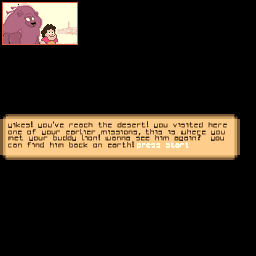 yikes! you've reach the desert! you visited here
one of your earlier missions, this is where you
met your buddy lion! wanna see him again? you
can find him back on earth! press start